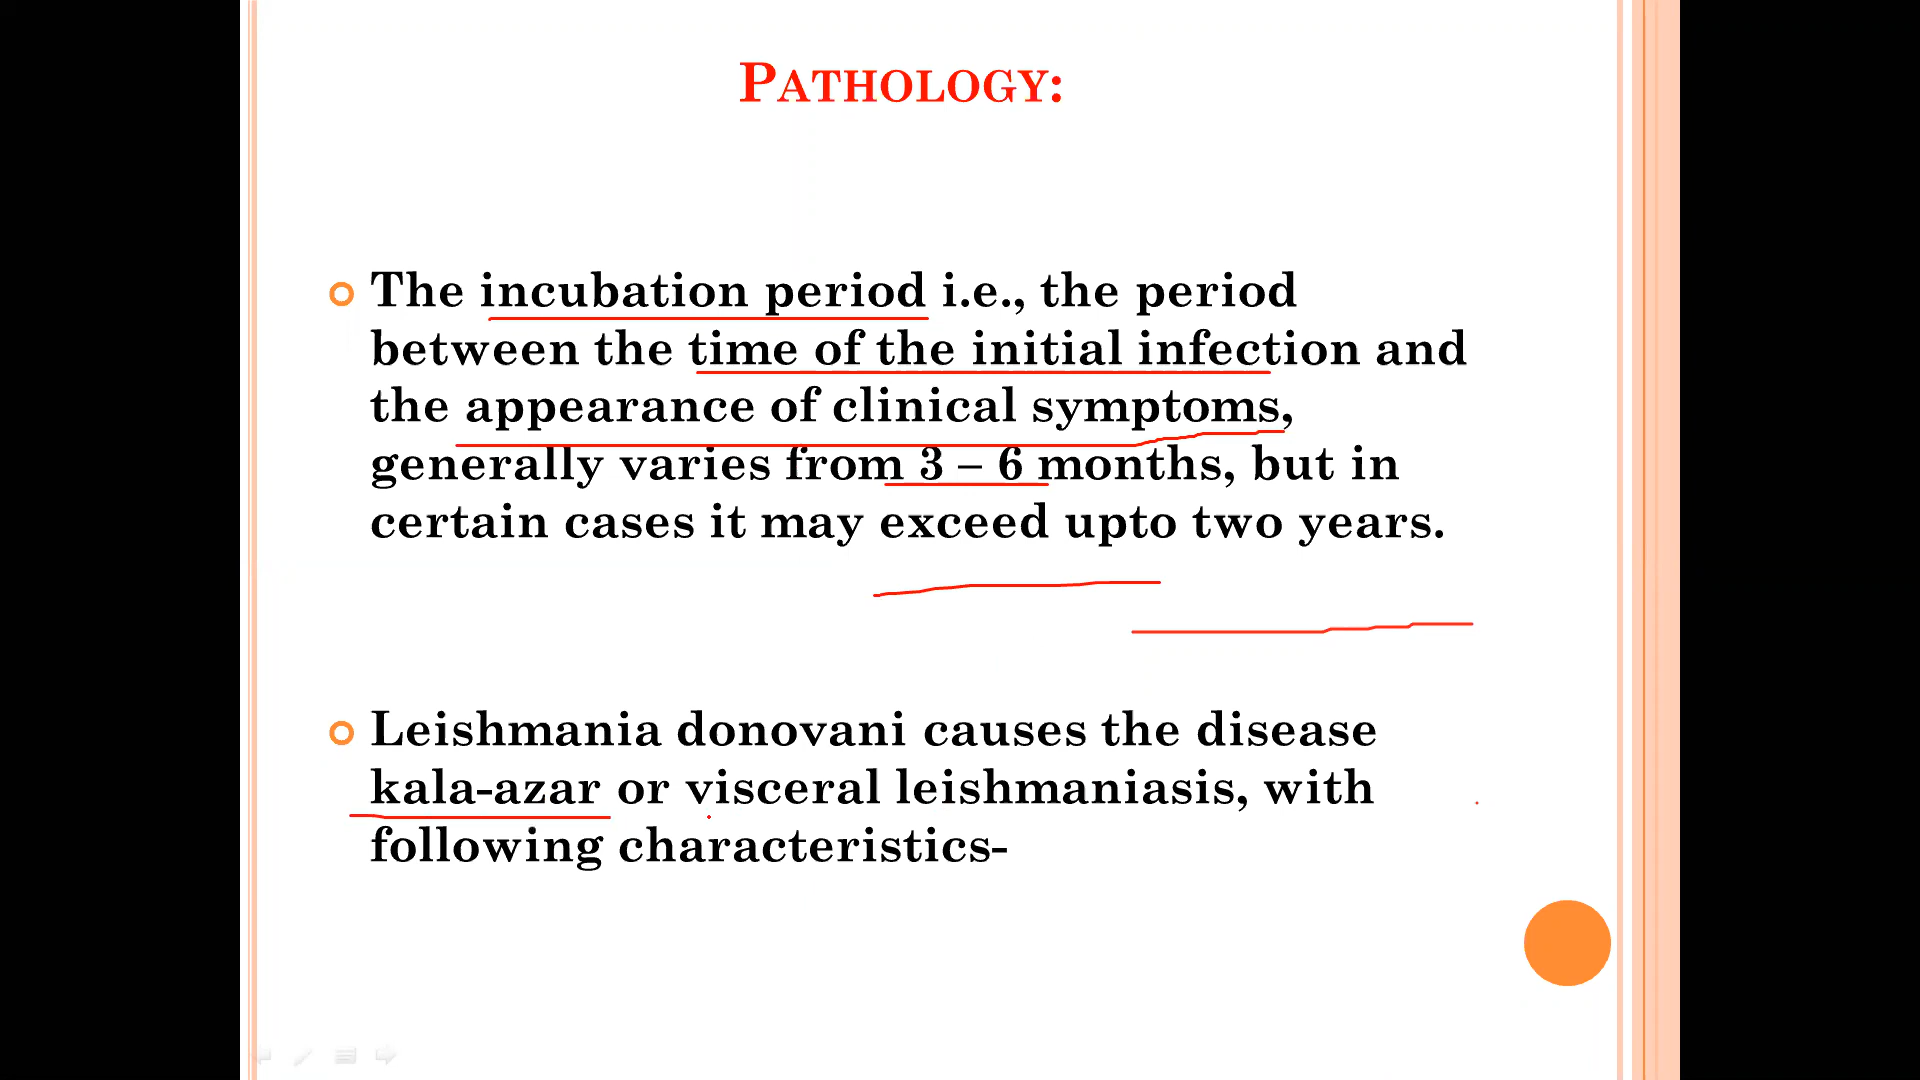 PATHOLOGY:
The incubation period i.e., the period
between the time of the initial infection and
the appearance of clinical symptoms,
generally varies from 3 – 6 months, but in
certain cases it may exceed upto two years.
Leishmania donovani causes the disease
kala-azar or visceral leishmaniasis, with
following characteristics-